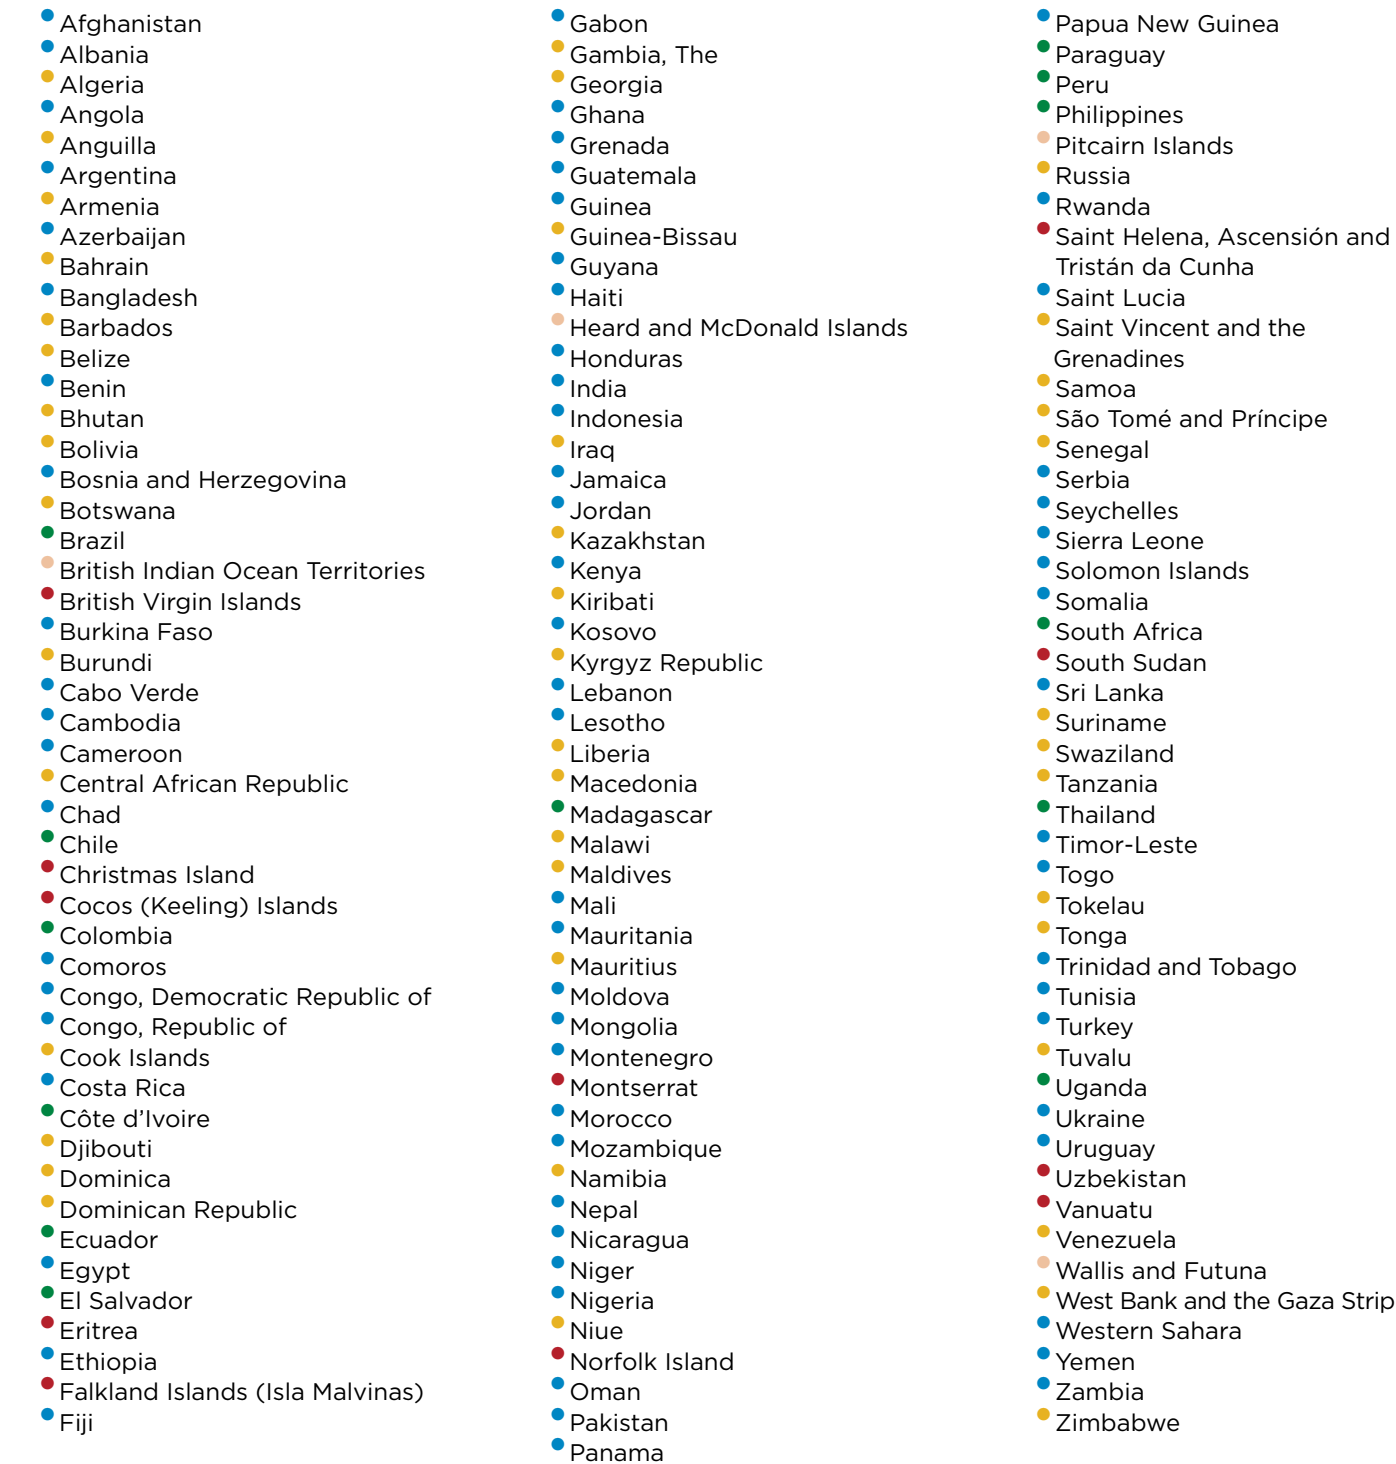 Afghanistan
Albania
Algeria
Angola
Anguilla
Argentina
Armenia
Azerbaijan
Bahrain
Bangladesh
Barbados
Belize
Benin
Bhutan
Bolivia
Bosnia and Herzegovina
Botswana
Brazil
British Indian Ocean Territories
British Virgin Islands
Burkina Faso
Burundi
Cabo Verde
Cambodia
Cameroon
Central African Republic
Chad
Chile
Christmas Island
Cocos (Keeling) Islands
Colombia
Comoros
Congo, Democratic Republic of
Congo, Republic of
Cook Islands
Costa Rica
Côte d’Ivoire
Djibouti
Dominica
Dominican Republic
Ecuador
Egypt
El Salvador
Eritrea
Ethiopia
Falkland Islands (Isla Malvinas)
Fiji
Gabon
Gambia, The
Georgia
Ghana
Grenada
Guatemala
Guinea
Guinea-Bissau
Guyana
Haiti
Heard and McDonald Islands
Honduras
India
Indonesia
Iraq
Jamaica
Jordan
Kazakhstan
Kenya
Kiribati
Kosovo
Kyrgyz Republic
Lebanon
Lesotho
Liberia
Macedonia
Madagascar
Malawi
Maldives
Mali
Mauritania
Mauritius
Moldova
Mongolia
Montenegro
Montserrat
Morocco
Mozambique
Namibia
Nepal
Nicaragua
Niger
Nigeria
Niue
Norfolk Island
Oman
Pakistan
Panama
Papua New Guinea
Paraguay
Peru
Philippines
Pitcairn Islands
Russia
Rwanda
Saint Helena, Ascensión and
Tristán da Cunha
Saint Lucia
Saint Vincent and the
Grenadines
Samoa
São Tomé and Príncipe
Senegal
Serbia
Seychelles
Sierra Leone
Solomon Islands
Somalia
South Africa
South Sudan
Sri Lanka
Suriname
Swaziland
Tanzania
Thailand
Timor-Leste
Togo
Tokelau
Tonga
Trinidad and Tobago
Tunisia
Turkey
Tuvalu
Uganda
Ukraine
Uruguay
Uzbekistan
Vanuatu
Venezuela
Wallis and Futuna
West Bank and the Gaza Strip
Western Sahara
Yemen
Zambia
Zimbabwe